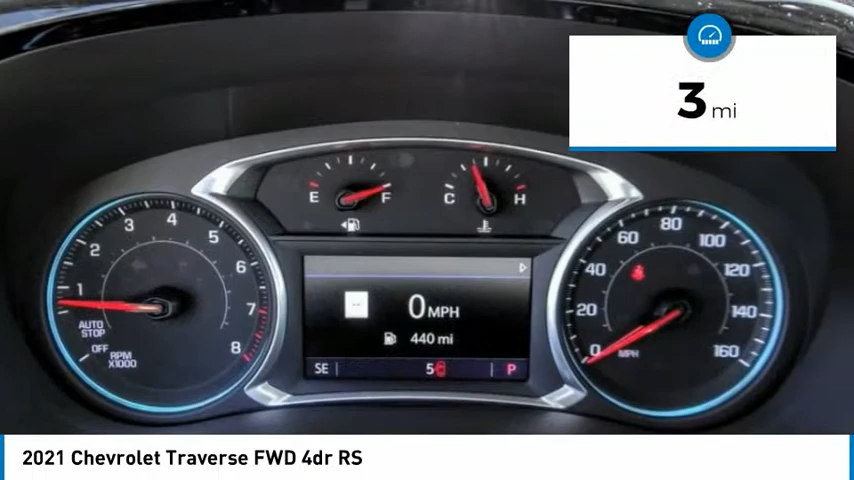 3 mi
E F
C H
1 2 3 4 5 6 7 8
AUTO
STOP
OFF
RPM
X1000
0 MPH
440 mi
SE
P
0 20 40 60 80 100 120 140 160
MPH
2021 Chevrolet Traverse FWD 4dr RS